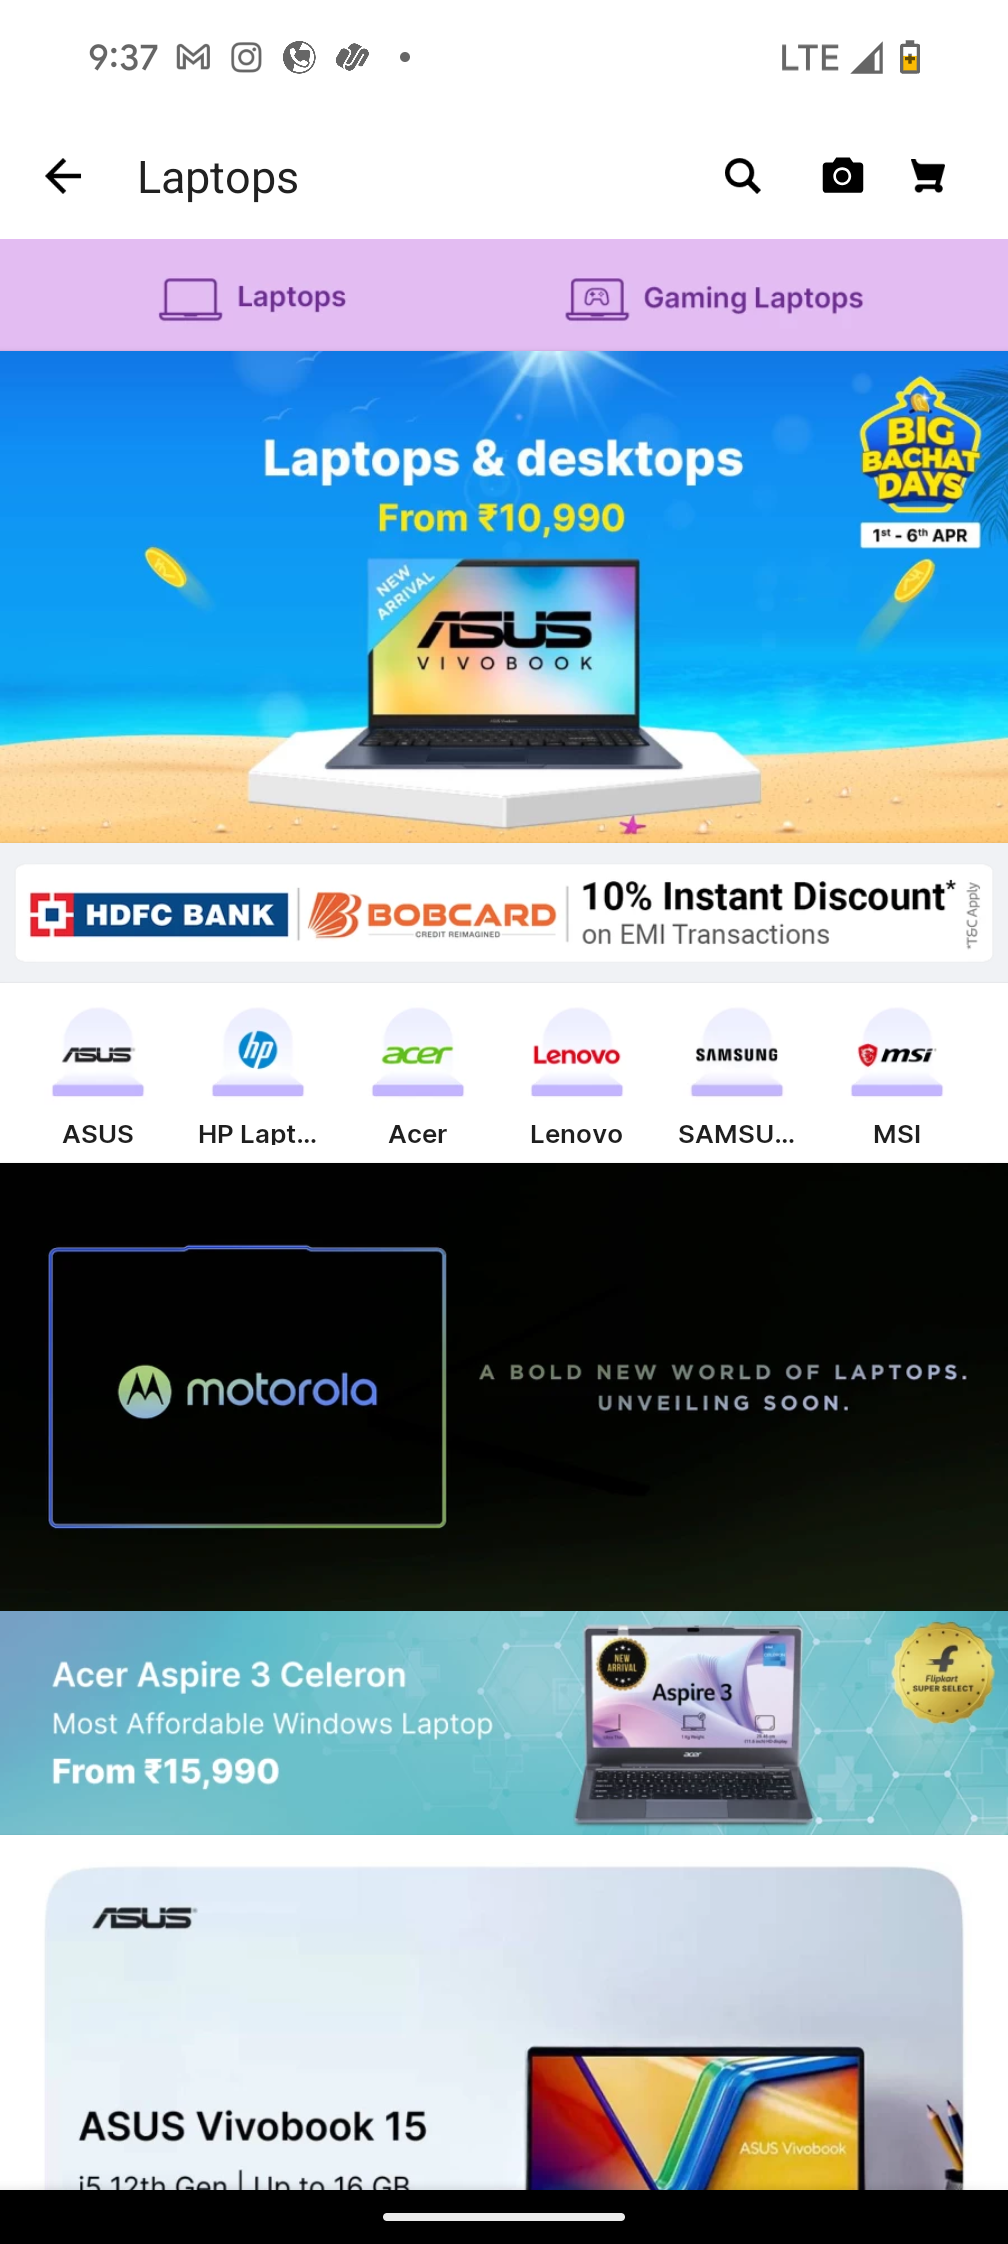 9:37
LTE
Laptops
Laptops
Gaming Laptops
Laptops & desktops
From ₹10,990
BIG
BACHAT
DAYS
1st - 6th APR
NEW
ARRIVAL
ASUS
VIVOBOOK
HDFC BANK
BOBCARD
CREDIT REIMAGINED
10% Instant Discount*
on EMI Transactions
*T&C Apply
ASUS
hp
acer
Lenovo
SAMSUNG
msi
ASUS
HP Lapt...
Acer
Lenovo
SAMSU...
MSI
motorola
A BOLD NEW WORLD OF LAPTOPS.
UNVEILING SOON.
Acer Aspire 3 Celeron
Most Affordable Windows Laptop
From ₹15,990
NEW
ARRIVAL
Aspire 3
acer
Flipkart
SUPER SELECT
ASUS
ASUS Vivobook 15
i5 12th Gen | Up to 16 GB
ASUS Vivobook